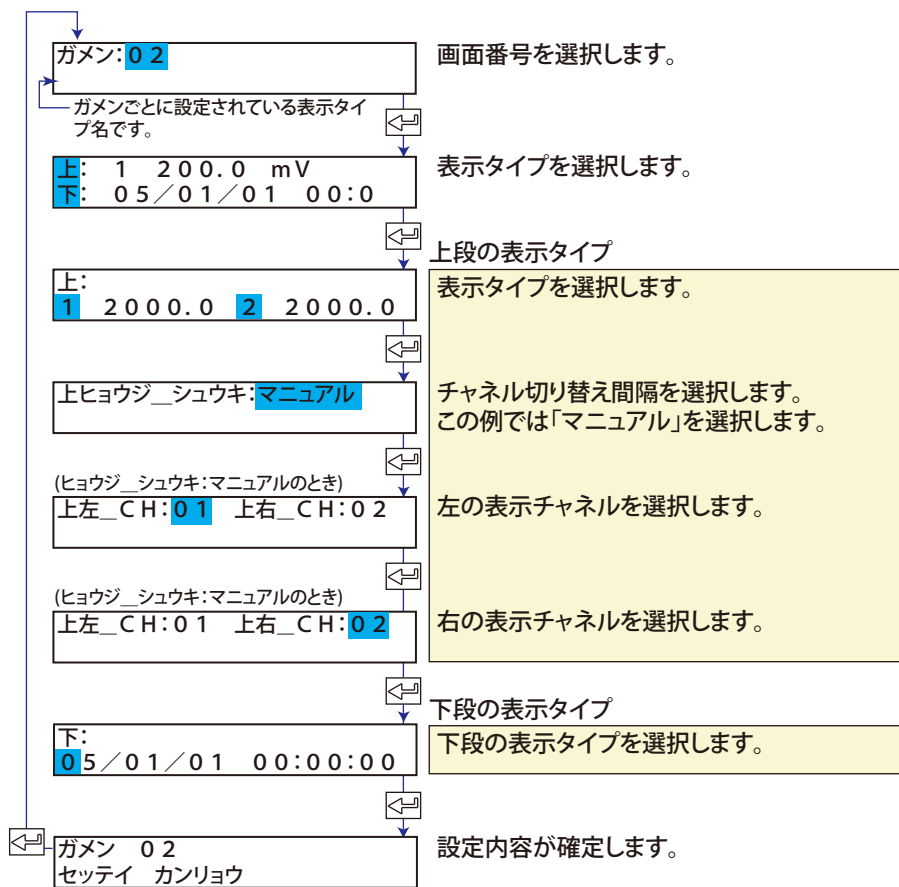 ガメン:02
画面番号を選択します。
ガメンごとに設定されている表示タイ
プ名です。
上: 1 200.0 mV
下: 05/01/01 00:0
表示タイプを選択します。
上段の表示タイプ
上:
1 2000.0 2 2000.0
表示タイプを選択します。
上ヒョウジ_シュウキ:マニュアル
チャネル切り替え間隔を選択します。
この例では「マニュアル」を選択します。
(ヒョウジ_シュウキ:マニュアルのとき)
上左_CH:01 上右_CH:02
左の表示チャネルを選択します。
(ヒョウジ_シュウキ:マニュアルのとき)
上左_CH:01 上右_CH:02
右の表示チャネルを選択します。
下段の表示タイプ
下:
05/01/01 00:00:00
下段の表示タイプを選択します。
ガメン 02
セッテイ カンリョウ
設定内容が確定します。